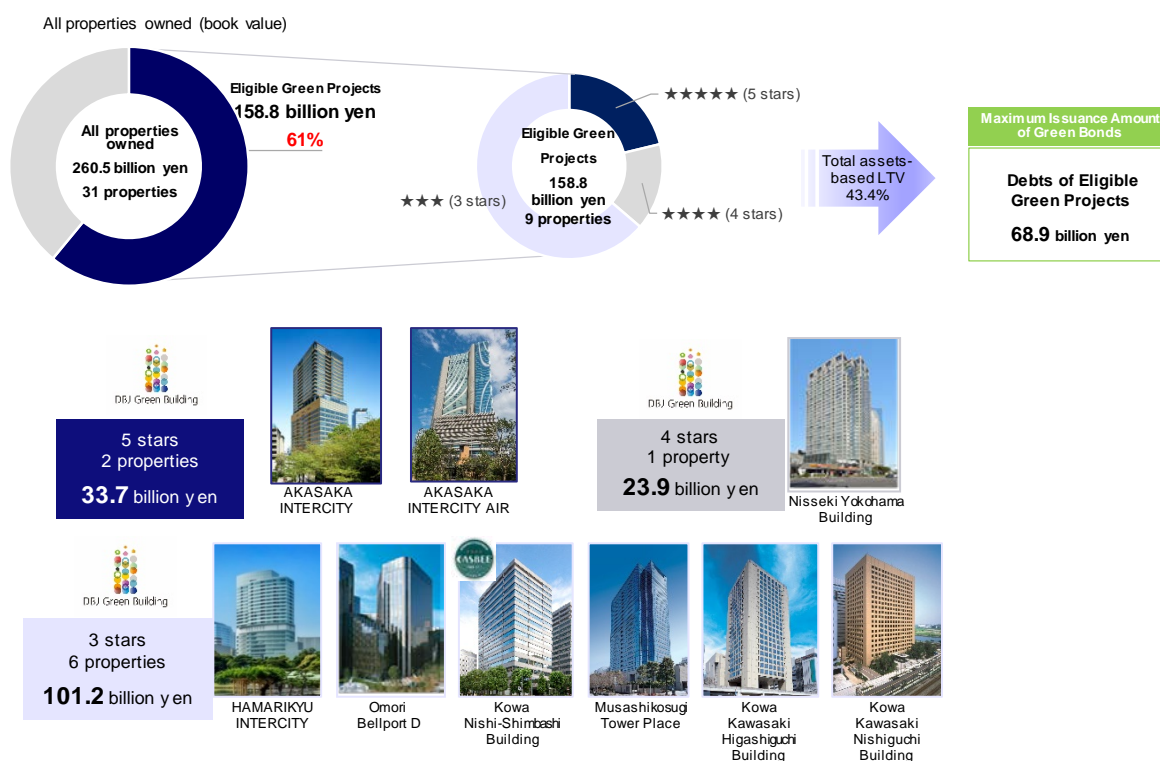 All properties owned (book value)
All properties
owned
260.5 billion yen
31 properties
Eligible Green Projects
158.8 billion yen
61%
Eligible Green
Projects
158.8
billion yen
9 properties
★★★★★ (5 stars)
★★★★ (4 stars)
★★★ (3 stars)
Total assets-
based LTV
43.4%
Maximum Issuance Amount
of Green Bonds
Debts of Eligible
Green Projects
68.9 billion yen
DBJ Green Building
5 stars
2 properties
33.7 billion yen
AKASAKA
INTERCITY
AKASAKA
INTERCITY AIR
DBJ Green Building
4 stars
1 property
23.9 billion yen
Nisseki Yokohama
Building
DBJ Green Building
3 stars
6 properties
101.2 billion yen
HAMARIKYU
INTERCITY
Omori
Bellport D
CASBEE
Kowa
Nishi-Shimbashi
Building
Musashikosugi
Tower Place
Kowa
Kawasaki
Higashiguchi
Building
Kowa
Kawasaki
Nishiguchi
Building